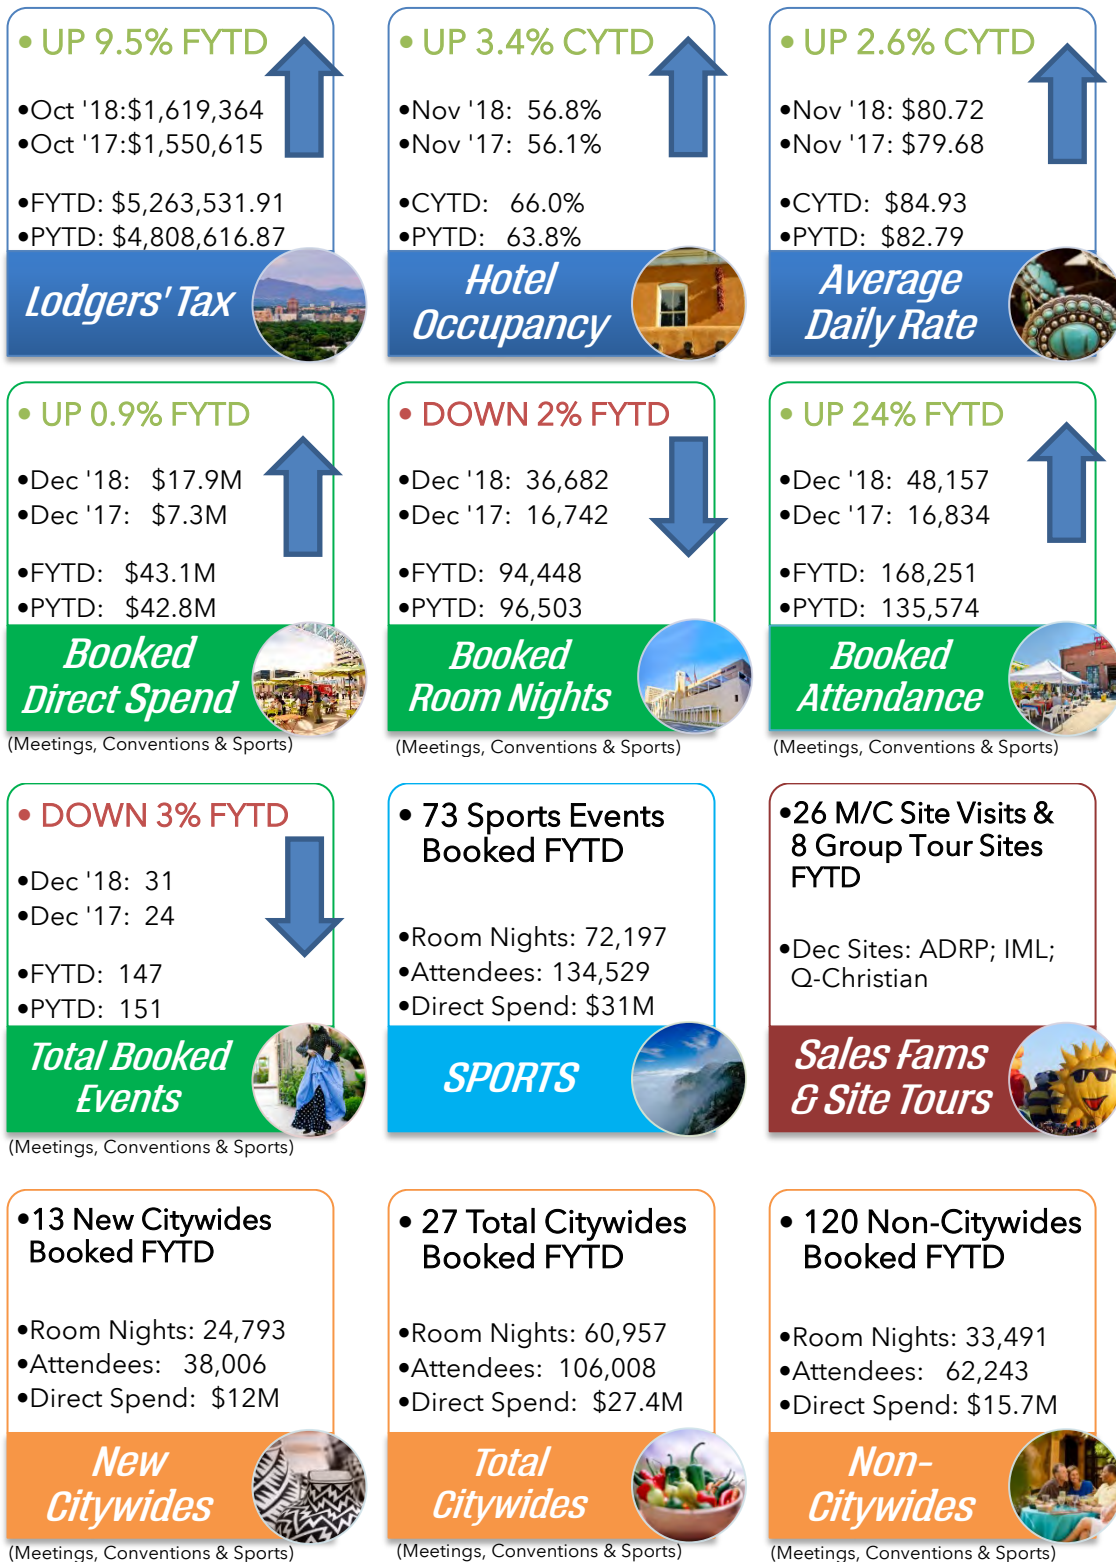 • UP 9.5% FYTD
•Oct '18:$1,619,364
•Oct '17:$1,550,615
•FYTD: $5,263,531.91
•PYTD: $4,808,616.87
Lodgers' Tax
• UP 3.4% CYTD
•Nov '18: 56.8%
•Nov '17: 56.1%
•CYTD: 66.0%
•PYTD: 63.8%
Hotel
Occupancy
• UP 2.6% CYTD
•Nov '18: $80.72
•Nov '17: $79.68
•CYTD: $84.93
•PYTD: $82.79
Average
Daily Rate
• UP 0.9% FYTD
•Dec '18: $17.9M
•Dec '17: $7.3M
•FYTD: $43.1M
•PYTD: $42.8M
Booked
Direct Spend
(Meetings, Conventions & Sports)
• DOWN 2% FYTD
•Dec '18: 36,682
•Dec '17: 16,742
•FYTD: 94,448
•PYTD: 96,503
Booked
Room Nights
(Meetings, Conventions & Sports)
• UP 24% FYTD
•Dec '18: 48,157
•Dec '17: 16,834
•FYTD: 168,251
•PYTD: 135,574
Booked
Attendance
(Meetings, Conventions & Sports)
• DOWN 3% FYTD
•Dec '18: 31
•Dec '17: 24
•FYTD: 147
•PYTD: 151
Total Booked
Events
(Meetings, Conventions & Sports)
• 73 Sports Events
Booked FYTD
•Room Nights: 72,197
•Attendees: 134,529
•Direct Spend: $31M
SPORTS
•26 M/C Site Visits &
8 Group Tour Sites
FYTD
•Dec Sites: ADRP; IML;
Q-Christian
Sales Fams
& Site Tours
•13 New Citywides
Booked FYTD
•Room Nights: 24,793
•Attendees: 38,006
•Direct Spend: $12M
New
Citywides
(Meetings, Conventions & Sports)
• 27 Total Citywides
Booked FYTD
•Room Nights: 60,957
•Attendees: 106,008
•Direct Spend: $27.4M
Total
Citywides
(Meetings, Conventions & Sports)
• 120 Non-Citywides
Booked FYTD
•Room Nights: 33,491
•Attendees: 62,243
•Direct Spend: $15.7M
Non-
Citywides
(Meetings, Conventions & Sports)